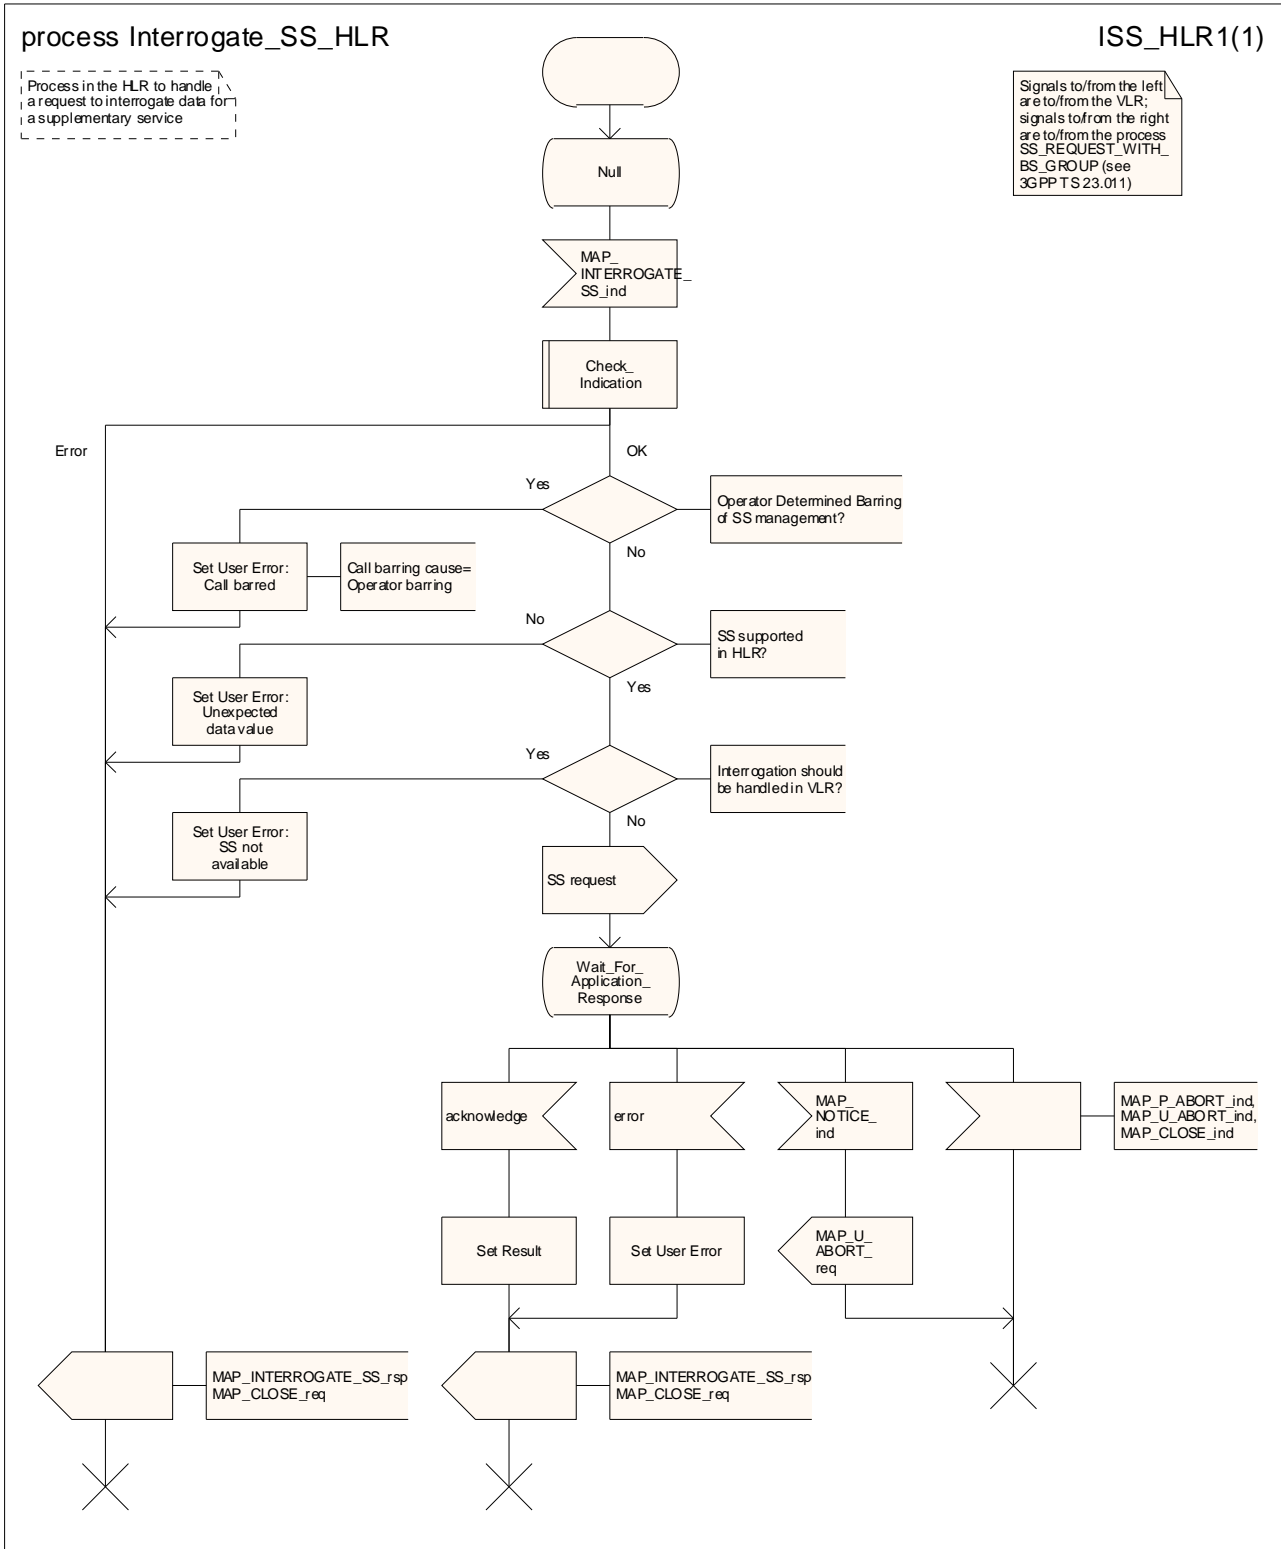 process Interrogate_SS_HLR
ISS_HLR1(1)
Process in the HLR to handle
a request to interrogate data for
a supplementary service
Signals to/from the left
are to/from the VLR;
signals to/from the right
are to/from the process
SS_REQUEST_WITH_
BS_GROUP (see
3GPP TS 23.011)
Null
MAP_
INTERROGATE_
SS_ind
Check_
Indication
Error
OK
Yes
Operator Determined Barring
of SS management?
No
Set User Error:
Call barred
Call barring cause=
Operator barring
No
SS supported
in HLR?
Yes
Set User Error:
Unexpected
data value
Yes
Interrogation should
be handled in VLR?
No
Set User Error:
SS not
available
SS request
Wait_For_
Application_
Response
acknowledge
error
MAP_
NOTICE_
ind
MAP_P_ABORT_ind,
MAP_U_ABORT_ind,
MAP_CLOSE_ind
Set Result
Set User Error
MAP_U_
ABORT_
req
MAP_INTERROGATE_SS_rsp
MAP_CLOSE_req
MAP_INTERROGATE_SS_rsp
MAP_CLOSE_req